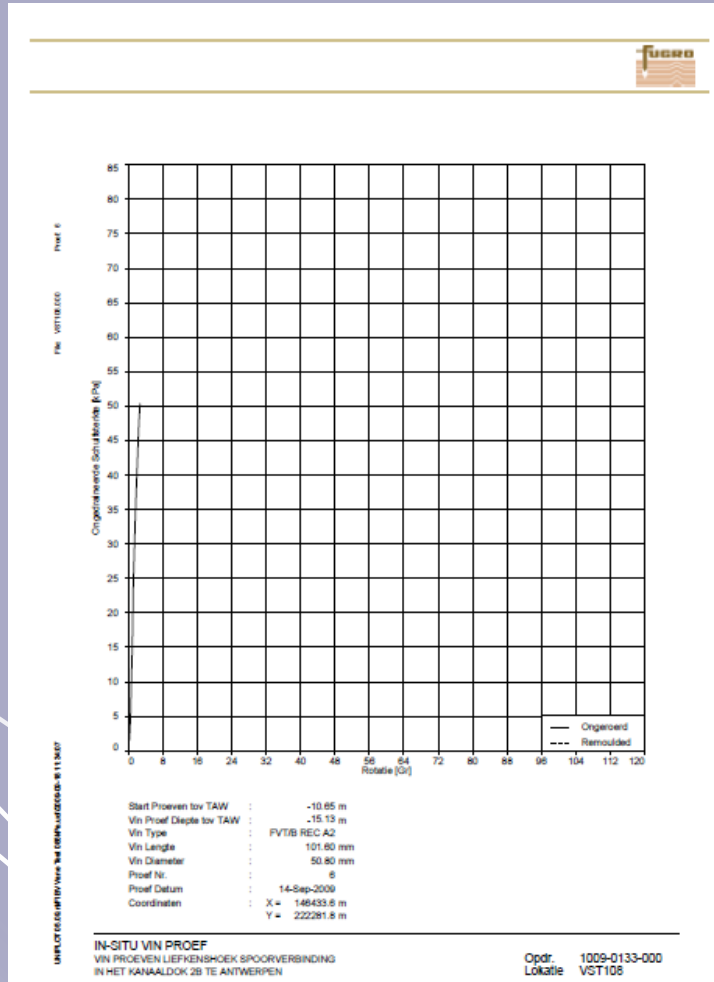 FUGRO
85
80
75
70
65
60
55
50
45
40
35
30
25
20
15
10
5
0
Ongedraineerde Schuifsterkte [kPa]
0 8 16 24 32 40 48 56 64 72 80 88 96 104 112 120
Rotatie [Gr]
Ongeroerd
Remoulded
File VST108.000 Proef: 6
Start Proeven tov TAW : -10.65 m
Vin Proef Diepte tov TAW : -15.13 m
Vin Type : FVT/B REC A2
Vin Lengte : 101.60 mm
Vin Diameter : 50.80 mm
Proef Nr. : 6
Proef Datum : 14-Sep-2009
Coordinaten : X = 146433.6 m
Y = 222281.8 m
IN-SITU VIN PROEF
VIN PROEVEN LIEFKENSHOEK SPOORVERBINDING
IN HET KANAALDOK 2B TE ANTWERPEN
Opdr. 1009-0133-000
Lokatie VST108